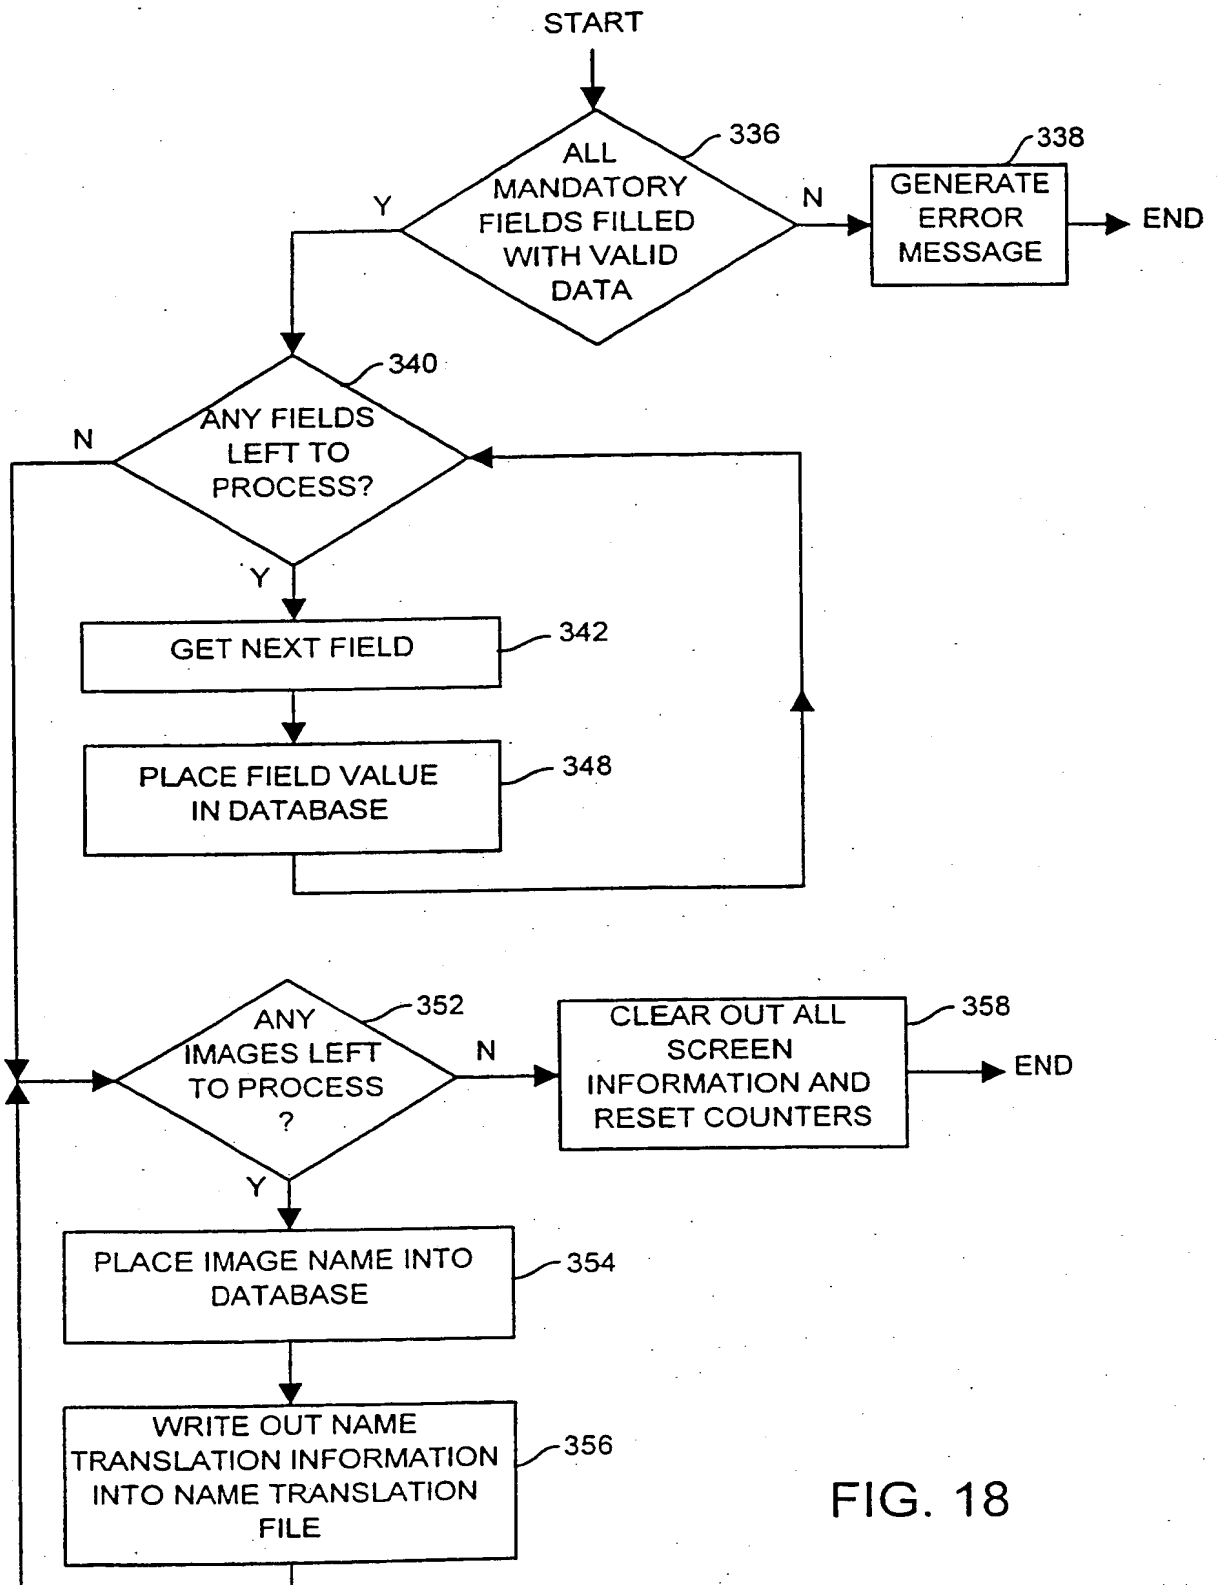 START
ALL
MANDATORY
FIELDS FILLED
WITH VALID
DATA
336
Y
N
GENERATE
ERROR
MESSAGE
338
END
340
ANY FIELDS
LEFT TO
PROCESS?
N
Y
GET NEXT FIELD
342
PLACE FIELD VALUE
IN DATABASE
348
ANY
IMAGES LEFT
TO PROCESS
?
352
N
CLEAR OUT ALL
SCREEN
INFORMATION AND
RESET COUNTERS
358
END
Y
PLACE IMAGE NAME INTO
DATABASE
354
WRITE OUT NAME
TRANSLATION INFORMATION
INTO NAME TRANSLATION
FILE
356
FIG. 18